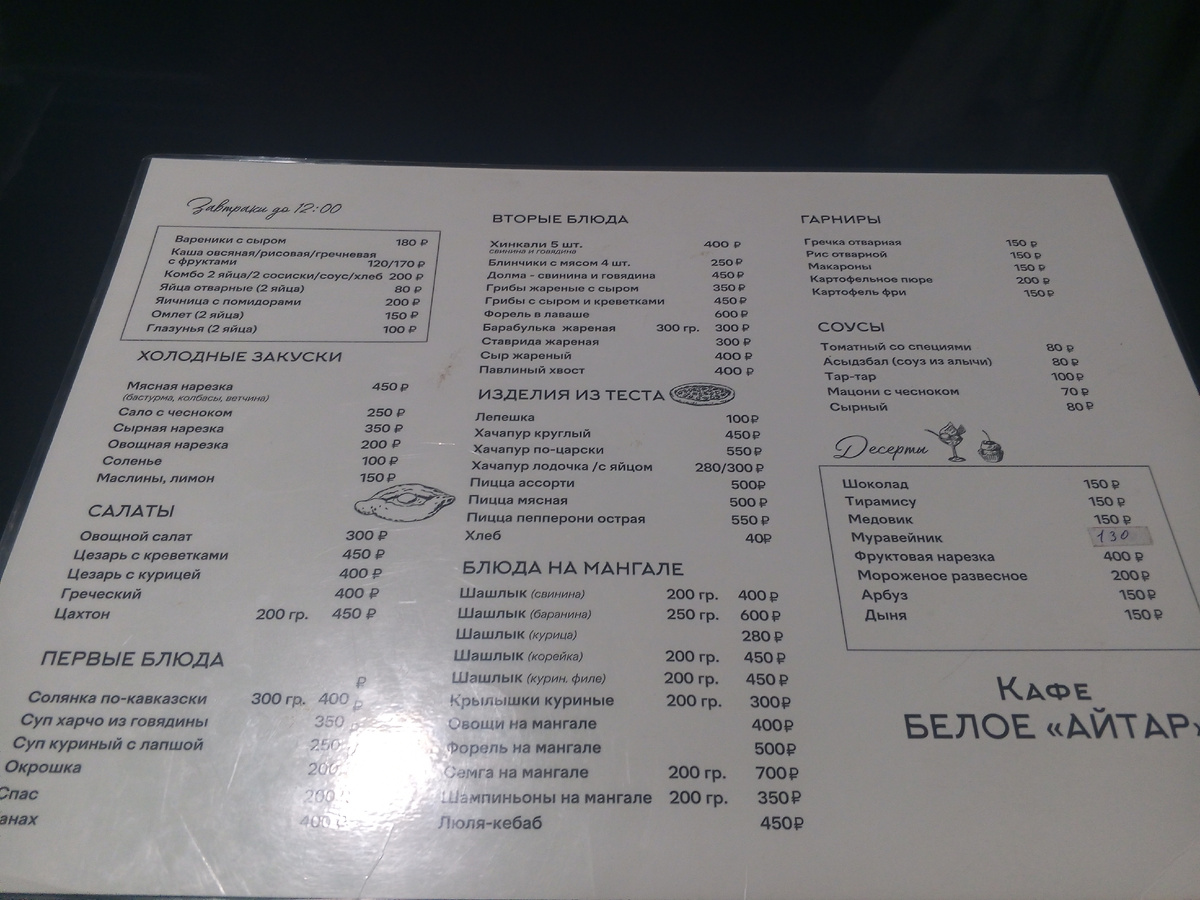 Завтраки до 12:00
Вареники с сыром 180 ₽
Каша овсяная/рисовая/гречневая
с фруктами 120/170 ₽
Комбо 2 яйца/2 сосиски/соус/хлеб 200 ₽
Яйца отварные (2 яйца) 80 ₽
Яичница с помидорами 200 ₽
Омлет (2 яйца) 150 ₽
Глазунья (2 яйца) 100 ₽
ХОЛОДНЫЕ ЗАКУСКИ
Мясная нарезка 450 ₽
(бастурма, колбасы, ветчина)
Сало с чесноком 250 ₽
Сырная нарезка 350 ₽
Овощная нарезка 200 ₽
Соленье 100 ₽
Маслины, лимон 150 ₽
САЛАТЫ
Овощной салат 300 ₽
Цезарь с креветками 450 ₽
Цезарь с курицей 400 ₽
Греческий 400 ₽
Цахтон 200 гр. 450 ₽
ПЕРВЫЕ БЛЮДА
Солянка по-кавказски 300 гр. 400 ₽
Суп харчо из говядины 350 ₽
Суп куриный с лапшой 250
Окрошка 200
Спас 200
анах 400
ВТОРЫЕ БЛЮДА
Хинкали 5 шт. 400 ₽
свинина и говядина
Блинчики с мясом 4 шт. 250 ₽
Долма - свинина и говядина 450 ₽
Грибы жареные с сыром 350 ₽
Грибы с сыром и креветками 450 ₽
Форель в лаваше 600 ₽
Барабулька жареная 300 гр. 300 ₽
Ставрида жареная 300 ₽
Сыр жареный 400 ₽
Павлиный хвост 400 ₽
ИЗДЕЛИЯ ИЗ ТЕСТА
Лепешка 100₽
Хачапур круглый 450₽
Хачапур по-царски 550₽
Хачапур лодочка /с яйцом 280/300 ₽
Пицца ассорти 500₽
Пицца мясная 500 ₽
Пицца пепперони острая 550 ₽
Хлеб 40₽
БЛЮДА НА МАНГАЛЕ
Шашлык (свинина) 200 гр. 400 ₽
Шашлык (баранина) 250 гр. 600 ₽
Шашлык (курица) 280 ₽
Шашлык (корейка) 200 гр. 450 ₽
Шашлык (курин. филе) 200 гр. 450 ₽
Крылышки куриные 200 гр. 300₽
Овощи на мангале 400₽
Форель на мангале 500₽
Семга на мангале 200 гр. 700₽
Шампиньоны на мангале 200 гр. 350₽
Люля-кебаб 450₽
ГАРНИРЫ
Гречка отварная 150 ₽
Рис отварной 150 ₽
Макароны 150 ₽
Картофельное пюре 200 ₽
Картофель фри 150₽
СОУСЫ
Томатный со специями 80 ₽
Асыдзбал (соуз из алычи) 80 ₽
Тар-тар 100₽
Мацони с чесноком 70 ₽
Сырный 80₽
Десерты
Шоколад 150 ₽
Тирамису 150 ₽
Медовик 150 ₽
Муравейник 130
Фруктовая нарезка 400 ₽
Мороженое развесное 200₽
Арбуз 150₽
Дыня 150₽
КАФЕ
БЕЛОЕ «АЙТАР»